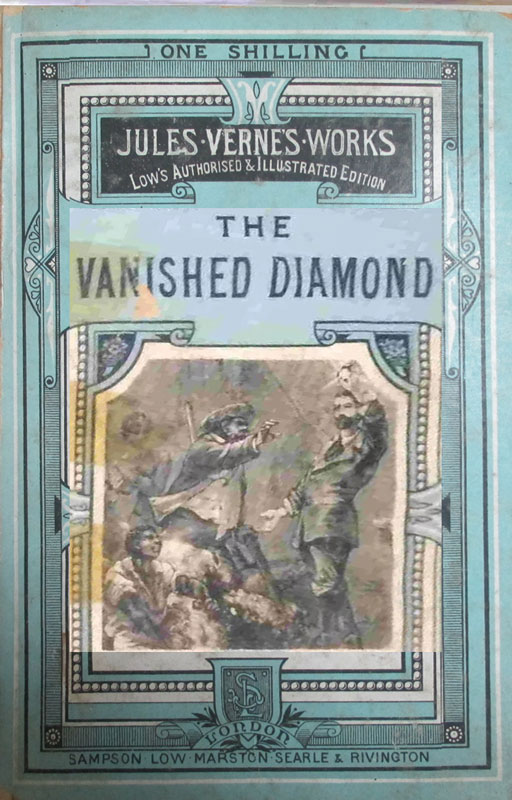 ONE SHILLING
JULES·VERNE'S·WORKS
LOW'S AUTHORISED & ILLUSTRATED EDITION
THE
VANISHED DIAMOND
LONDON
SAMPSON·LOW·MARSTON·SEARLE & RIVINGTON